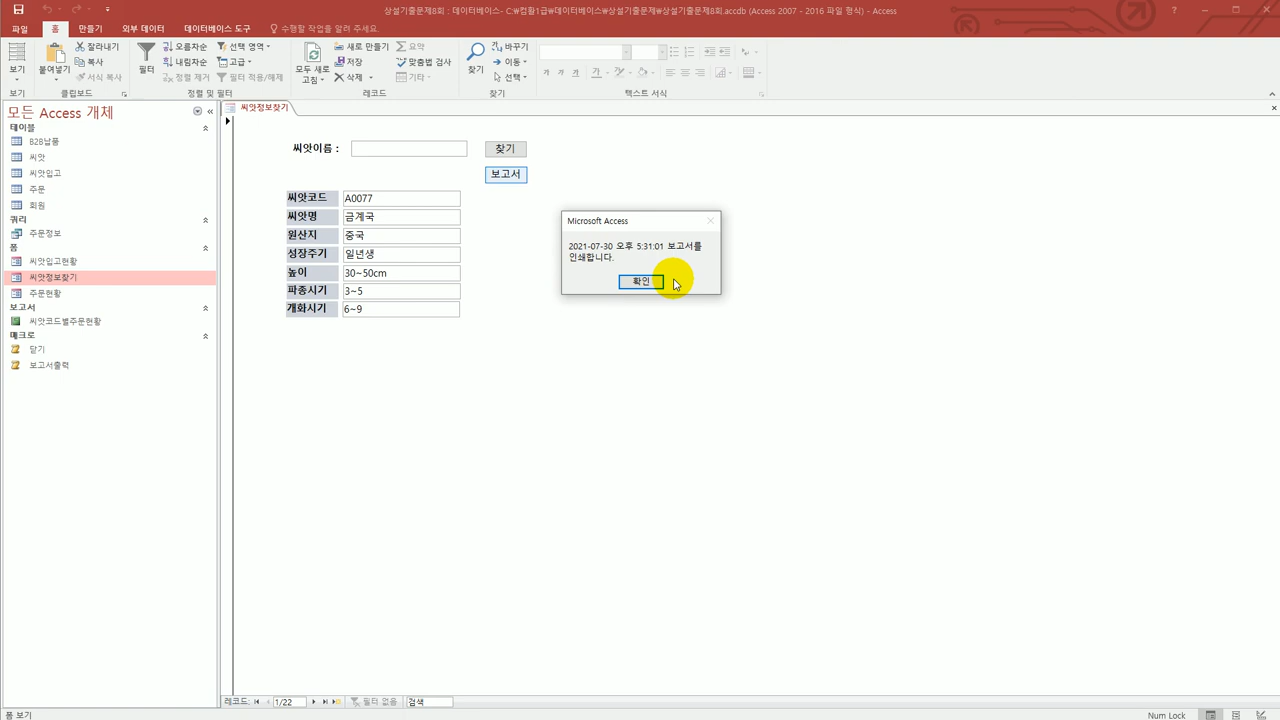 상설기출문제8회 : 데이터베이스- C:₩컴활1급₩데이터베이스₩상설기출문제₩상설기출문제8회.accdb (Access 2007 - 2016 파일 형식) - Access
파일 홈 만들기 외부 데이터 데이터베이스 도구 수행할 작업을 알려 주세요.
보기
붙여넣기
잘라내기
복사
서식 복사
필터
오름차순
내림차순
정렬 제거
선택 영역
고급
필터 적용/해제
모두 새로 고침
새로 만들기
저장
삭제
요약
맞춤법 검사
기타
찾기
바꾸기
이동
선택
가 가 가 가
보기 클립보드 정렬 및 필터 레코드 찾기 텍스트 서식
모든 Access 개체
테이블
B2B납품
씨앗
씨앗입고
주문
회원
쿼리
주문정보
폼
씨앗입고현황
씨앗정보찾기
주문현황
보고서
씨앗코드별주문현황
매크로
닫기
보고서출력
씨앗정보찾기
씨앗이름 : 찾기
보고서
씨앗코드 A0077
씨앗명 금계국
원산지 중국
성장주기 일년생
높이 30~50cm
파종시기 3~5
개화시기 6~9
Microsoft Access
2021-07-30 오후 5:31:01 보고서를
인쇄합니다.
확인
레코드: 1/22 필터 없음 검색
폼 보기 Num Lock